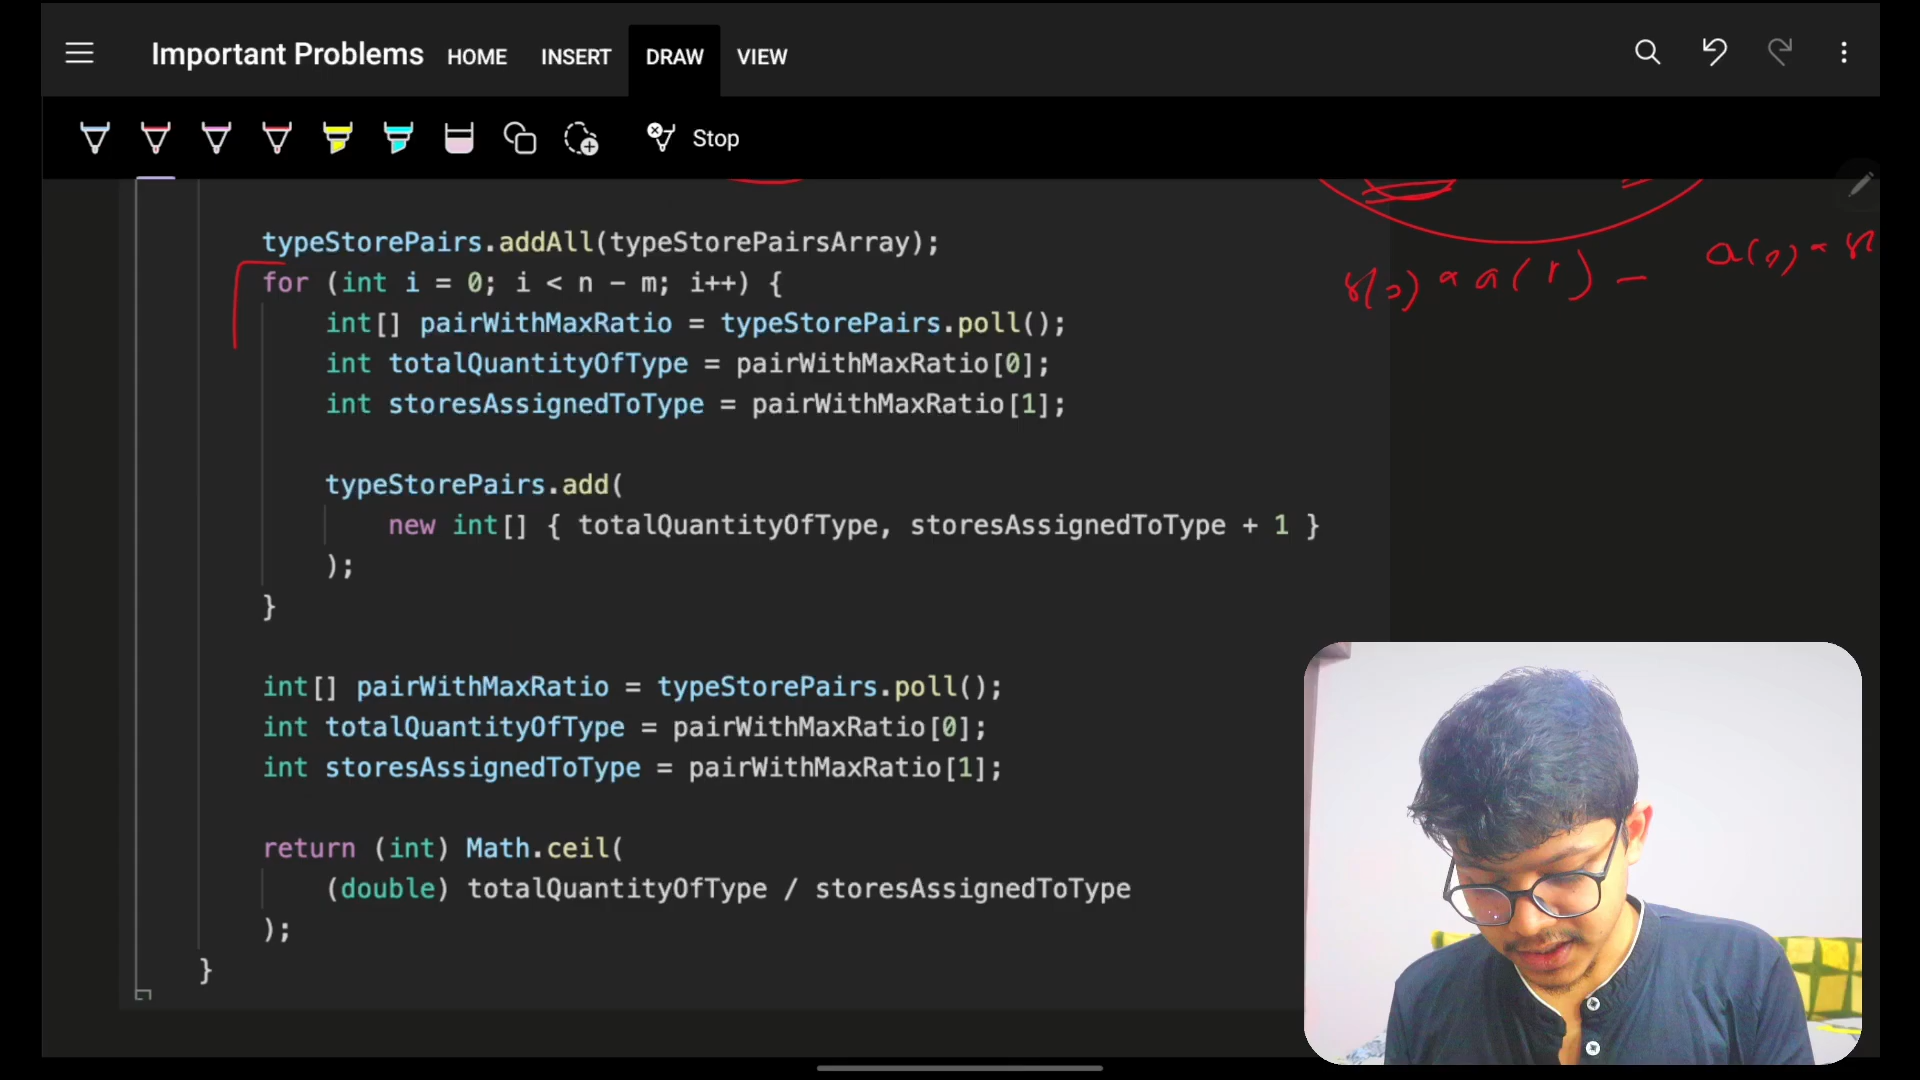 Important Problems HOME INSERT DRAW VIEW
Stop
typeStorePairs.addAll(typeStorePairsArray);
for (int i = 0; i < n - m; i++) {
int[] pairWithMaxRatio = typeStorePairs.poll();
int totalQuantityOfType = pairWithMaxRatio[0];
int storesAssignedToType = pairWithMaxRatio[1];
typeStorePairs.add(
new int[] { totalQuantityOfType, storesAssignedToType + 1 }
);
}
int[] pairWithMaxRatio = typeStorePairs.poll();
int totalQuantityOfType = pairWithMaxRatio[0];
int storesAssignedToType = pairWithMaxRatio[1];
return (int) Math.ceil(
(double) totalQuantityOfType / storesAssignedToType
);
}